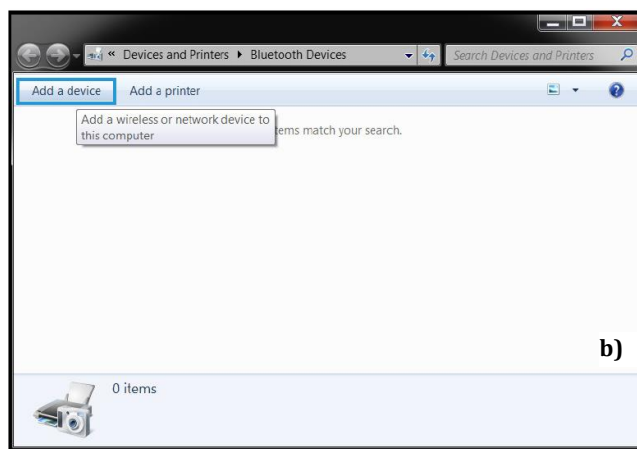 « Devices and Printers Bluetooth Devices
Search Devices and Printers
Add a device Add a printer
Add a wireless or network device to
this computer
items match your search.
b)
0 items